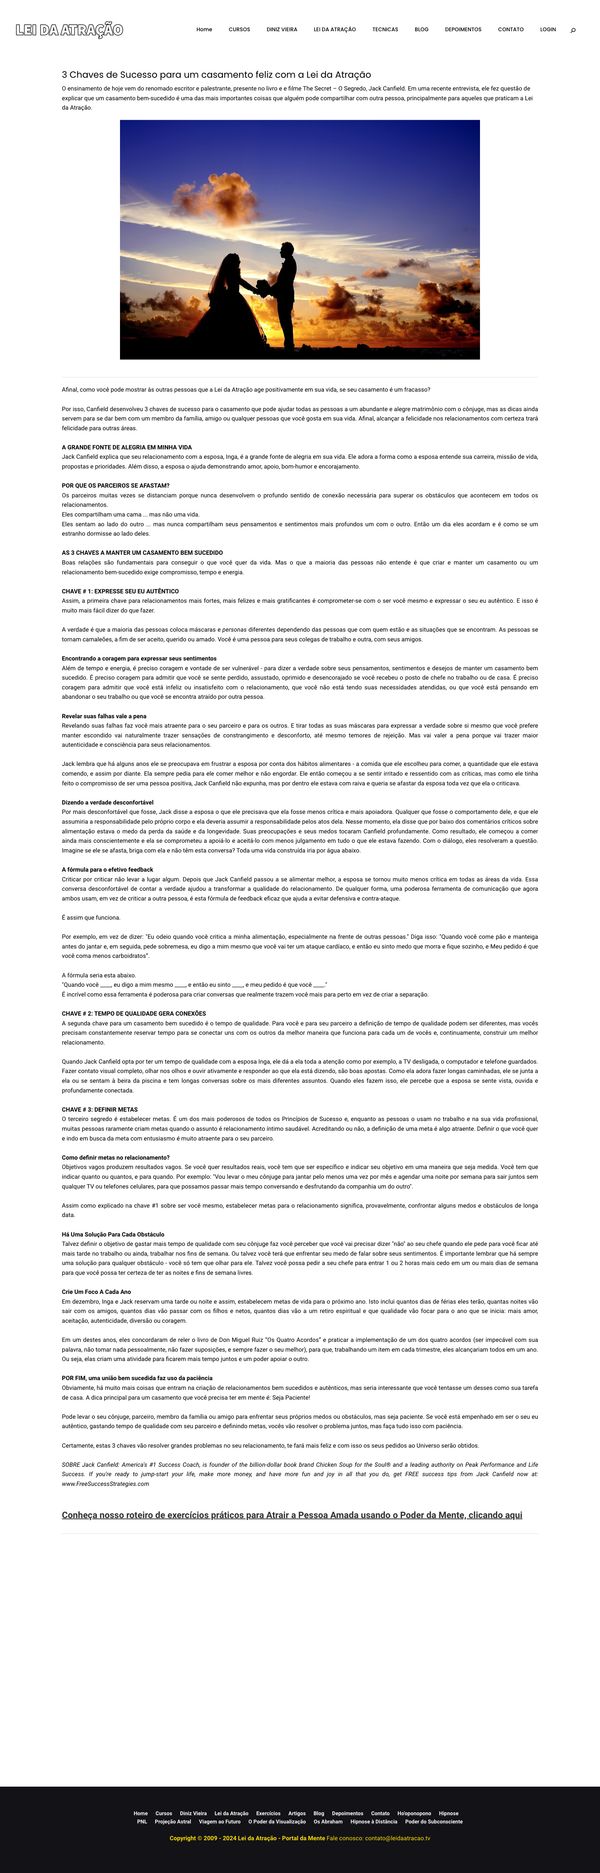 LEI DA ATRAÇÃO
Home CURSOS DINIZ VIEIRA LEI DA ATRAÇÃO TECNICAS BLOG DEPOIMENTOS CONTATO LOGIN
3 Chaves de Sucesso para um casamento feliz com a Lei da Atração
O ensinamento de hoje vem do renomado escritor e palestrante, presente no livro e e filme The Secret – O Segredo, Jack Canfield. Em uma recente entrevista, ele fez questão de
explicar que um casamento bem-sucedido é uma das mais importantes coisas que alguém pode compartilhar com outra pessoa, principalmente para aqueles que praticam a Lei
da Atração.
Afinal, como você pode mostrar às outras pessoas que a Lei da Atração age positivamente em sua vida, se seu casamento é um fracasso?
Por isso, Canfield desenvolveu 3 chaves de sucesso para o casamento que pode ajudar todas as pessoas a um abundante e alegre matrimônio com o cônjuge, mas as dicas ainda
servem para se dar bem com um membro da família, amigo ou qualquer pessoas que você gosta em sua vida. Afinal, alcançar a felicidade nos relacionamentos com certeza trará
felicidade para outras áreas.
A GRANDE FONTE DE ALEGRIA EM MINHA VIDA
Jack Canfield explica que seu relacionamento com a esposa, Inga, é a grande fonte de alegria em sua vida. Ele adora a forma como a esposa entende sua carreira, missão de vida,
propostas e prioridades. Além disso, a esposa o ajuda demonstrando amor, apoio, bom-humor e encorajamento.
POR QUE OS PARCEIROS SE AFASTAM?
Os parceiros muitas vezes se distanciam porque nunca desenvolvem o profundo sentido de conexão necessária para superar os obstáculos que acontecem em todos os
relacionamentos.
Eles compartilham uma cama ... mas não uma vida.
Eles sentam ao lado do outro ... mas nunca compartilham seus pensamentos e sentimentos mais profundos um com o outro. Então um dia eles acordam e é como se um
estranho dormisse ao lado deles.
AS 3 CHAVES A MANTER UM CASAMENTO BEM SUCEDIDO
Boas relações são fundamentais para conseguir o que você quer da vida. Mas o que a maioria das pessoas não entende é que criar e manter um casamento ou um
relacionamento bem-sucedido exige compromisso, tempo e energia.
CHAVE # 1: EXPRESSE SEU EU AUTÊNTICO
Assim, a primeira chave para relacionamentos mais fortes, mais felizes e mais gratificantes é comprometer-se com o ser você mesmo e expressar o seu eu autêntico. E isso é
muito mais fácil dizer do que fazer.
A verdade é que a maioria das pessoas coloca máscaras e personas diferentes dependendo das pessoas que com quem estão e as situações que se encontram. As pessoas se
tornam camaleões, a fim de ser aceito, querido ou amado. Você é uma pessoa para seus colegas de trabalho e outra, com seus amigos.
Encontrando a coragem para expressar seus sentimentos
Além de tempo e energia, é preciso coragem e vontade de ser vulnerável - para dizer a verdade sobre seus pensamentos, sentimentos e desejos de manter um casamento bem
sucedido. É preciso coragem para admitir que você se sente perdido, assustado, oprimido e desencorajado se você recebeu o posto de chefe no trabalho ou de casa. É preciso
coragem para admitir que você está infeliz ou insatisfeito com o relacionamento, que você não está tendo suas necessidades atendidas, ou que você está pensando em
abandonar o seu trabalho ou que você se encontra atraído por outra pessoa.
Revelar suas falhas vale a pena
Revelando suas falhas faz você mais atraente para o seu parceiro e para os outros. E tirar todas as suas máscaras para expressar a verdade sobre si mesmo que você prefere
manter escondido vai naturalmente trazer sensações de constrangimento e desconforto, até mesmo temores de rejeição. Mas vai valer a pena porque vai trazer maior
autenticidade e consciência para seus relacionamentos.
Jack lembra que há alguns anos ele se preocupava em frustrar a esposa por conta dos hábitos alimentares - a comida que ele escolheu para comer, a quantidade que ele estava
comendo, e assim por diante. Ela sempre pedia para ele comer melhor e não engordar. Ele então começou a se sentir irritado e ressentido com as críticas, mas como ele tinha
feito o compromisso de ser uma pessoa positiva, Jack Canfield não expunha, mas por dentro ele estava com raiva e queria se afastar da esposa toda vez que ela o criticava.
Dizendo a verdade desconfortável
Por mais desconfortável que fosse, Jack disse a esposa o que ele precisava que ela fosse menos crítica e mais apoiadora. Qualquer que fosse o comportamento dele, e que ele
assumiria a responsabilidade pelo próprio corpo e ela deveria assumir a responsabilidade pelos atos dela. Nesse momento, ela disse que por baixo dos comentários críticos sobre
alimentação estava o medo da perda da saúde e da longevidade. Suas preocupações e seus medos tocaram Canfield profundamente. Como resultado, ele começou a comer
ainda mais conscientemente e ela se comprometeu a apoiá-lo e aceitá-lo com menos julgamento em tudo o que ele estava fazendo. Com o diálogo, eles resolveram a questão.
Imagine se ele se afasta, briga com ela e não têm esta conversa? Toda uma vida construída iria por água abaixo.
A fórmula para o efetivo feedback
Criticar por criticar não levar a lugar algum. Depois que Jack Canfield passou a se alimentar melhor, a esposa se tornou muito menos crítica em todas as áreas da vida. Essa
conversa desconfortável de contar a verdade ajudou a transformar a qualidade do relacionamento. De qualquer forma, uma poderosa ferramenta de comunicação que agora
ambos usam, em vez de criticar a outra pessoa, é esta fórmula de feedback eficaz que ajuda a evitar defensiva e contra-ataque.
É assim que funciona.
Por exemplo, em vez de dizer: "Eu odeio quando você critica a minha alimentação, especialmente na frente de outras pessoas." Diga isso: "Quando você come pão e manteiga
antes do jantar e, em seguida, pede sobremesa, eu digo a mim mesmo que você vai ter um ataque cardíaco, e então eu sinto medo que morra e fique sozinho, e Meu pedido é que
você coma menos carboidratos".
A fórmula seria esta abaixo.
"Quando você ____, eu digo a mim mesmo ____, e então eu sinto ____, e meu pedido é que você ____."
É incrível como essa ferramenta é poderosa para criar conversas que realmente trazem você mais para perto em vez de criar a separação.
CHAVE # 2: TEMPO DE QUALIDADE GERA CONEXÕES
A segunda chave para um casamento bem sucedido é o tempo de qualidade. Para você e para seu parceiro a definição de tempo de qualidade podem ser diferentes, mas vocês
precisam constantemente reservar tempo para se conectar uns com os outros da melhor maneira que funciona para cada um de vocês e, continuamente, construir um melhor
relacionamento.
Quando Jack Canfield opta por ter um tempo de qualidade com a esposa Inga, ele dá a ela toda a atenção como por exemplo, a TV desligada, o computador e telefone guardados.
Fazer contato visual completo, olhar nos olhos e ouvir ativamente e responder ao que ela está dizendo, são boas apostas. Como ela adora fazer longas caminhadas, ele se junta a
ela ou se sentam à beira da piscina e tem longas conversas sobre os mais diferentes assuntos. Quando eles fazem isso, ele percebe que a esposa se sente vista, ouvida e
profundamente conectada.
CHAVE # 3: DEFINIR METAS
O terceiro segredo é estabelecer metas. É um dos mais poderosos de todos os Princípios de Sucesso e, enquanto as pessoas o usam no trabalho e na sua vida profissional,
muitas pessoas raramente criam metas quando o assunto é relacionamento íntimo saudável. Acreditando ou não, a definição de uma meta é algo atraente. Definir o que você quer
e indo em busca da meta com entusiasmo é muito atraente para o seu parceiro.
Como definir metas no relacionamento?
Objetivos vagos produzem resultados vagos. Se você quer resultados reais, você tem que ser específico e indicar seu objetivo em uma maneira que seja medida. Você tem que
indicar quanto ou quantos, e para quando. Por exemplo: "Vou levar o meu cônjuge para jantar pelo menos uma vez por mês e agendar uma noite por semana para sair juntos sem
qualquer TV ou telefones celulares, para que possamos passar mais tempo conversando e desfrutando da companhia um do outro".
Assim como explicado na chave #1 sobre ser você mesmo, estabelecer metas para o relacionamento significa, provavelmente, confrontar alguns medos e obstáculos de longa
data.
Há Uma Solução Para Cada Obstáculo
Talvez definir o objetivo de gastar mais tempo de qualidade com seu cônjuge faz você perceber que você vai precisar dizer "não" ao seu chefe quando ele pede para você ficar até
mais tarde no trabalho ou ainda, trabalhar nos fins de semana. Ou talvez você terá que enfrentar seu medo de falar sobre seus sentimentos. É importante lembrar que há sempre
uma solução para qualquer obstáculo - você só tem que olhar para ele. Talvez você possa pedir a seu chefe para entrar 1 ou 2 horas mais cedo em um ou mais dias de semana
para que você possa ter certeza de ter as noites e fins de semana livres.
Crie Um Foco A Cada Ano
Em dezembro, Inga e Jack reservam uma tarde ou noite e assim, estabelecem metas de vida para o próximo ano. Isto inclui quantos dias de férias eles terão, quantas noites vão
sair com os amigos, quantos dias vão passar com os filhos e netos, quantos dias vão a um retiro espiritual e que qualidade vão focar para o ano que se inicia: mais amor,
aceitação, autenticidade, diversão ou coragem.
Em um destes anos, eles concordaram de reler o livro de Don Miguel Ruiz "Os Quatro Acordos" e praticar a implementação de um dos quatro acordos (ser impecável com sua
palavra, não tomar nada pessoalmente, não fazer suposições, e sempre fazer o seu melhor), para que, trabalhando um item em cada trimestre, eles alcançariam todos em um ano.
Ou seja, elas criam uma atividade para ficarem mais tempo juntos e um poder apoiar o outro.
POR FIM, uma união bem sucedida faz uso da paciência
Obviamente, há muito mais coisas que entram na criação de relacionamentos bem sucedidos e autênticos, mas seria interessante que você tentasse um desses como sua tarefa
de casa. A dica principal para um casamento que você precisa ter em mente é: Seja Paciente!
Pode levar o seu cônjuge, parceiro, membro da família ou amigo para enfrentar seus próprios medos ou obstáculos, mas seja paciente. Se você está empenhado em ser o seu eu
autêntico, gastando tempo de qualidade com seu parceiro e definindo metas, vocês vão resolver o problema juntos, mas faça tudo isso com paciência.
Certamente, estas 3 chaves vão resolver grandes problemas no seu relacionamento, te fará mais feliz e com isso os seus pedidos ao Universo serão obtidos.
SOBRE Jack Canfield: America's #1 Success Coach, is founder of the billion-dollar book brand Chicken Soup for the Soul® and a leading authority on Peak Performance and Life
Success. If you're ready to jump-start your life, make more money, and have more fun and joy in all that you do, get FREE success tips from Jack Canfield now at:
www.FreeSuccessStrategies.com
Conheça nosso roteiro de exercícios práticos para Atrair a Pessoa Amada usando o Poder da Mente, clicando aqui
Home Cursos Diniz Vieira Lei da Atração Exercícios Artigos Blog Depoimentos Contato Ho'oponopono Hipnose
PNL Projeção Astral Viagem ao Futuro O Poder da Visualização Os Abraham Hipnose à Distância Poder do Subconsciente
Copyright © 2009 - 2024 Lei da Atração - Portal da Mente Fale conosco: contato@leidaatracao.tv